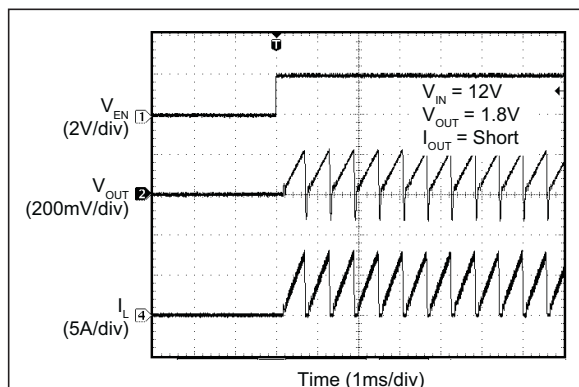 T
V_EN
(2V/div)
1
V_IN = 12V
V_OUT = 1.8V
I_OUT = Short
V_OUT
(200mV/div)
2
I_L
(5A/div)
4
Time (1ms/div)